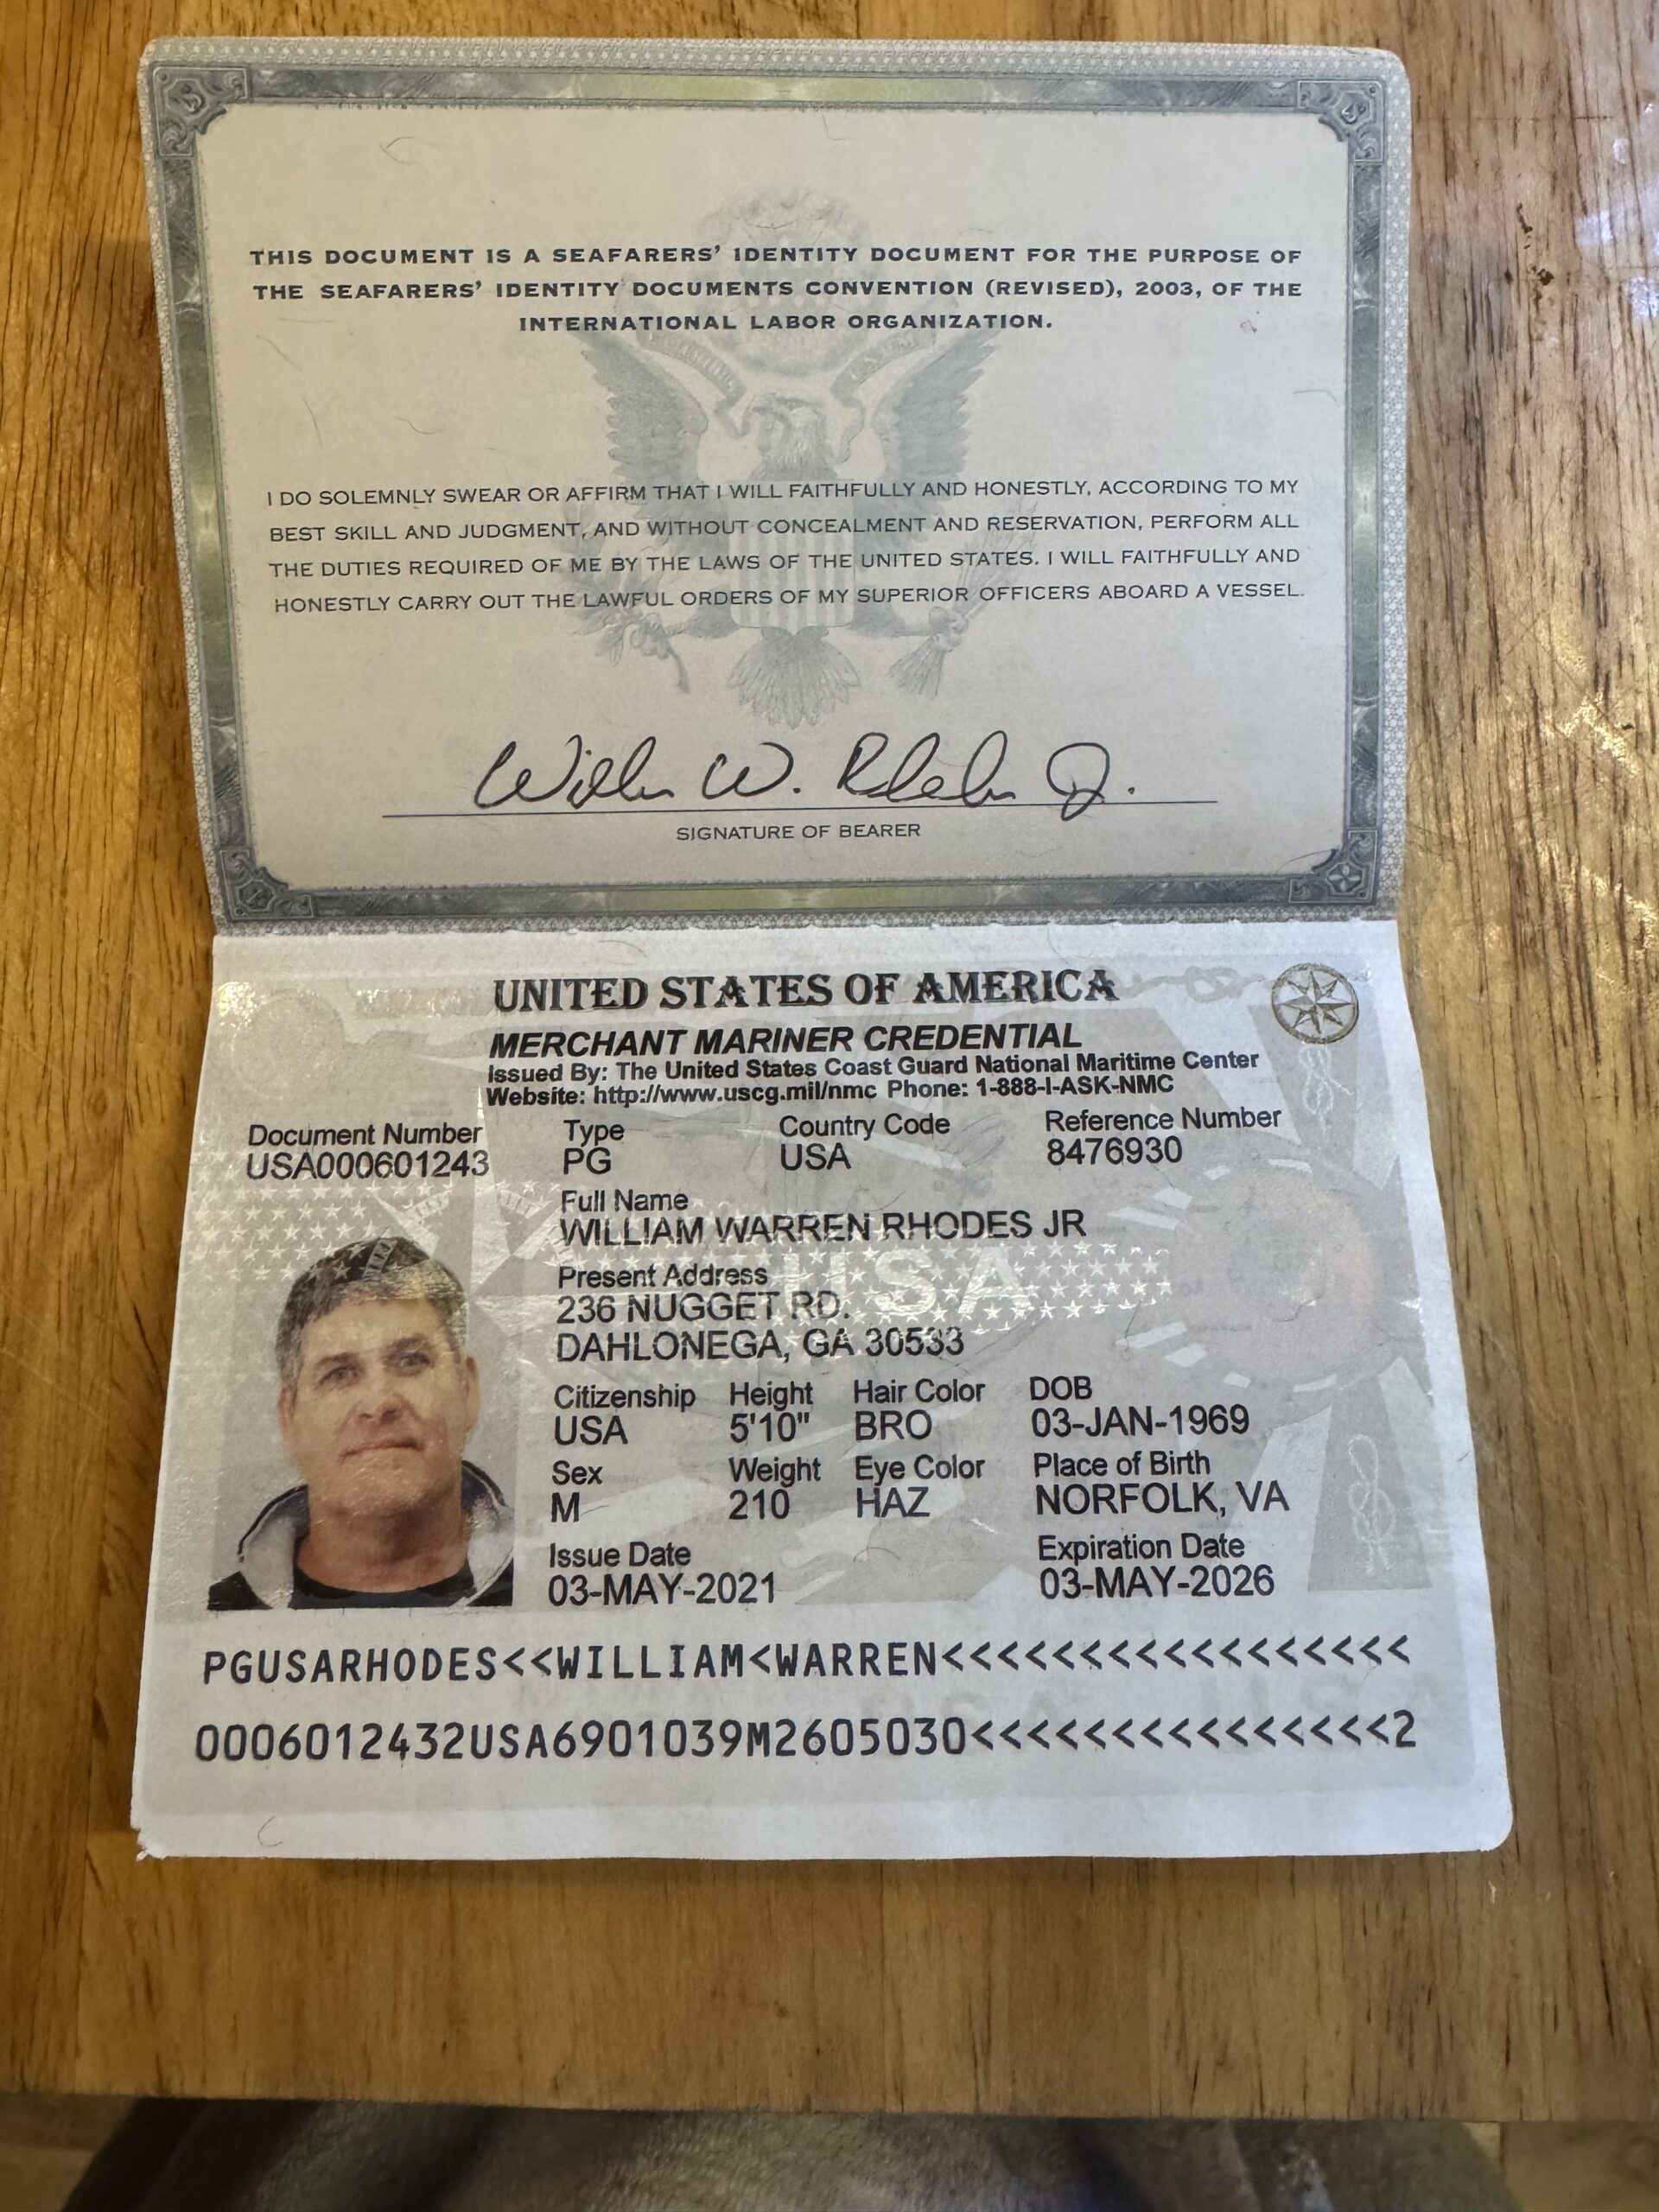 THIS DOCUMENT IS A SEAFARERS' IDENTITY DOCUMENT FOR THE PURPOSE OF
THE SEAFARERS' IDENTITY DOCUMENTS CONVENTION (REVISED), 2003, OF THE
INTERNATIONAL LABOR ORGANIZATION.
I DO SOLEMNLY SWEAR OR AFFIRM THAT I WILL FAITHFULLY AND HONESTLY, ACCORDING TO MY
BEST SKILL AND JUDGMENT, AND WITHOUT CONCEALMENT AND RESERVATION, PERFORM ALL
THE DUTIES REQUIRED OF ME BY THE LAWS OF THE UNITED STATES. I WILL FAITHFULLY AND
HONESTLY CARRY OUT THE LAWFUL ORDERS OF MY SUPERIOR OFFICERS ABOARD A VESSEL.
SIGNATURE OF BEARER
UNITED STATES OF AMERICA
MERCHANT MARINER CREDENTIAL
Issued By: The United States Coast Guard National Maritime Center
Website: http://www.uscg.mil/nmc Phone: 1-888-I-ASK-NMC
Document Number Type Country Code Reference Number
USA000601243 PG USA 8476930
Full Name
WILLIAM WARREN RHODES JR
Present Address
236 NUGGET RD.
DAHLONEGA, GA 30533
USA
Citizenship Height Hair Color DOB
USA 5'10" BRO 03-JAN-1969
Sex Weight Eye Color Place of Birth
M 210 HAZ NORFOLK, VA
Issue Date Expiration Date
03-MAY-2021 03-MAY-2026
PGUSARHODES<<WILLIAM<WARREN<<<<<<<<<<<<<<<<<
0006012432USA6901039M2605030<<<<<<<<<<<<<<<2